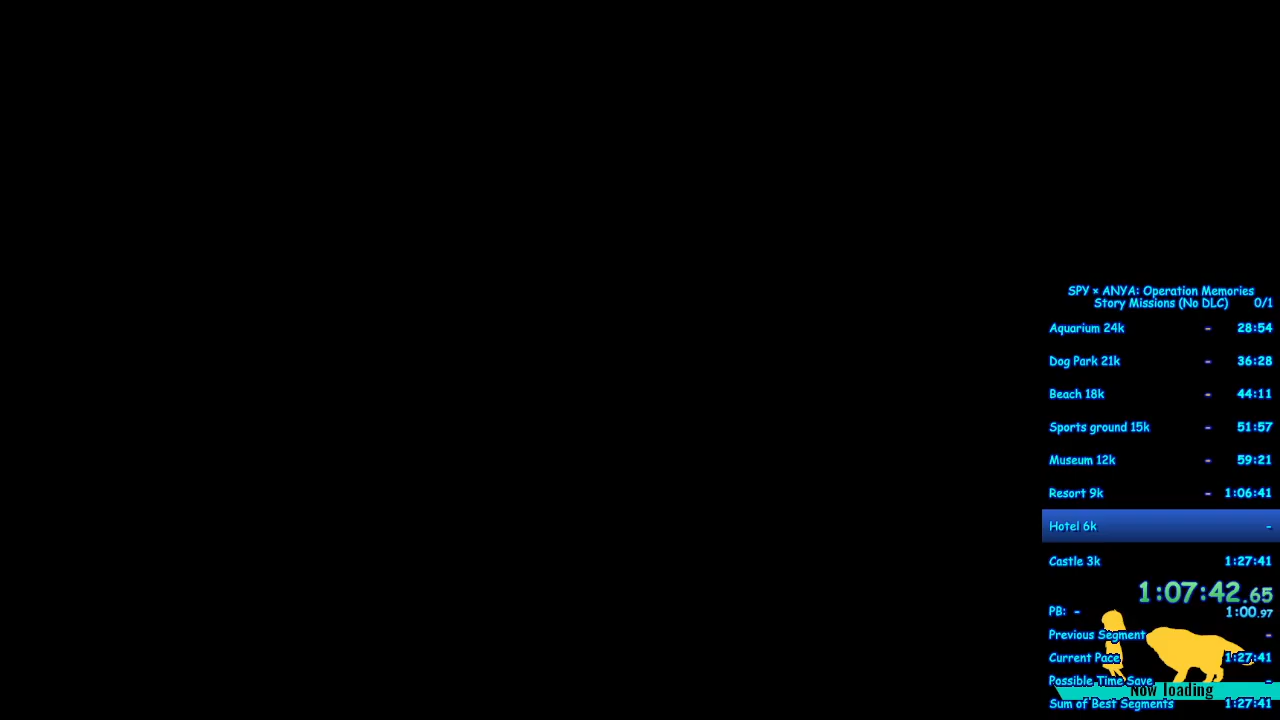 SPY × ANYA: Operation Memories
Story Missions (No DLC) 0/1
Aquarium 24k - 28:54
Dog Park 21k - 36:28
Beach 18k - 44:11
Sports ground 15k - 51:57
Museum 12k - 59:21
Resort 9k - 1:06:41
Hotel 6k -
Castle 3k 1:27:41
1:07:42.65
PB: - 1:00.97
Previous Segment -
Current Pace 1:27:41
Possible Time Save -
Now loading
Sum of Best Segments 1:27:41